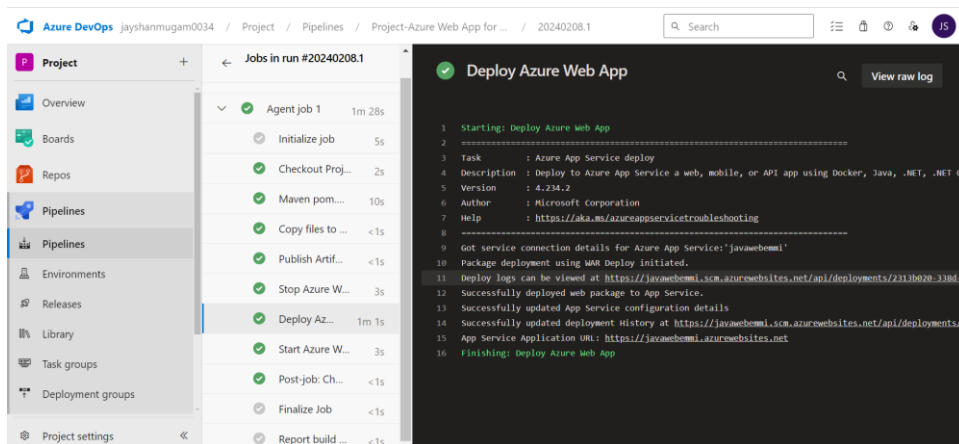 Azure DevOps jayshanmugam0034 / Project / Pipelines / Project-Azure Web App for ... / 20240208.1
Search
JS
P Project +
Overview
Boards
Repos
Pipelines
Pipelines
Environments
Releases
Library
Task groups
Deployment groups
Project settings
Jobs in run #20240208.1
Agent job 1 1m 28s
Initialize job 5s
Checkout Proj... 2s
Maven pom.... 10s
Copy files to ... <1s
Publish Artif... <1s
Stop Azure W... 3s
Deploy Az... 1m 1s
Start Azure W... 3s
Post-job: Ch... <1s
Finalize Job <1s
Report build ... <1s
Deploy Azure Web App
View raw log
1 Starting: Deploy Azure Web App
2 ==============================================================================
3 Task : Azure App Service deploy
4 Description : Deploy to Azure App Service a web, mobile, or API app using Docker, Java, .NET, .NET
5 Version : 4.234.2
6 Author : Microsoft Corporation
7 Help : https://aka.ms/azureappservicetroubleshooting
8 ==============================================================================
9 Got service connection details for Azure App Service:'javawebemmi'
10 Package deployment using WAR Deploy initiated.
11 Deploy logs can be viewed at https://javawebemmi.scm.azurewebsites.net/api/deployments/2313b020-338d-
12 Successfully deployed web package to App Service.
13 Successfully updated App Service configuration details
14 Successfully updated deployment History at https://javawebemmi.scm.azurewebsites.net/api/deployments/
15 App Service Application URL: https://javawebemmi.azurewebsites.net
16 Finishing: Deploy Azure Web App